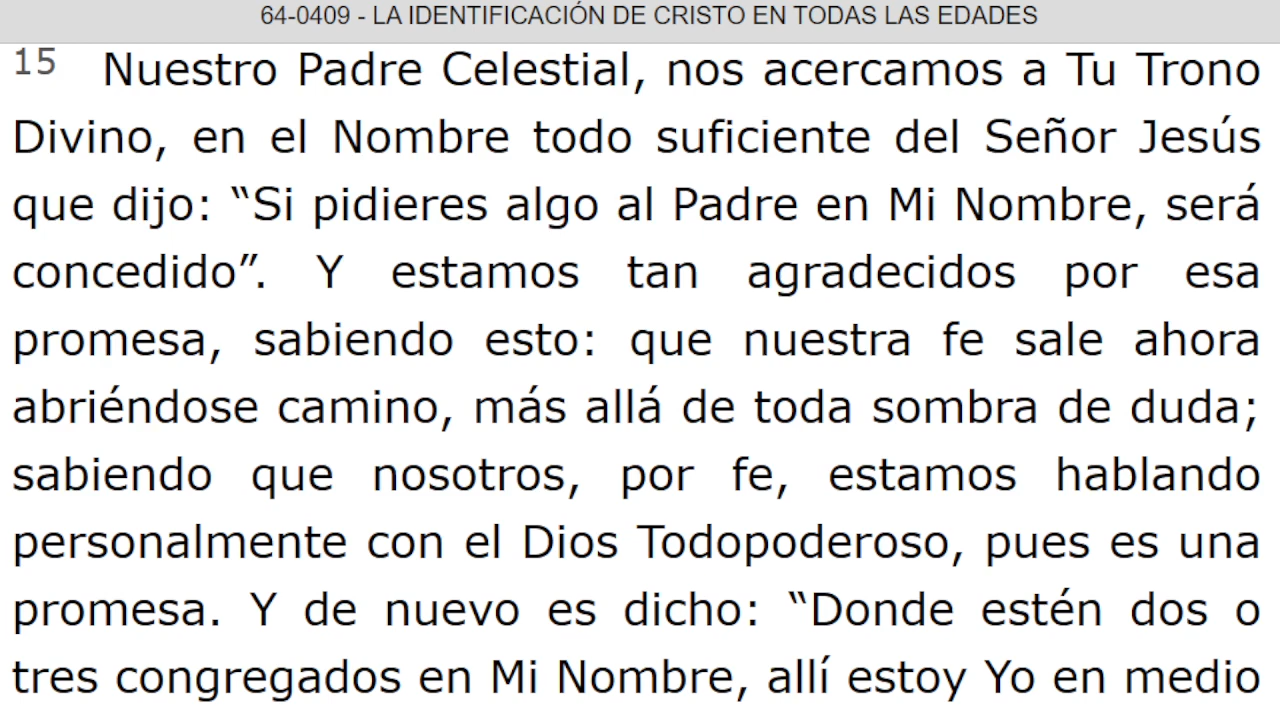 64-0409 - LA IDENTIFICACIÓN DE CRISTO EN TODAS LAS EDADES
15 Nuestro Padre Celestial, nos acercamos a Tu Trono
Divino, en el Nombre todo suficiente del Señor Jesús
que dijo: “Si pidieres algo al Padre en Mi Nombre, será
concedido”. Y estamos tan agradecidos por esa
promesa, sabiendo esto: que nuestra fe sale ahora
abriéndose camino, más allá de toda sombra de duda;
sabiendo que nosotros, por fe, estamos hablando
personalmente con el Dios Todopoderoso, pues es una
promesa. Y de nuevo es dicho: “Donde estén dos o
tres congregados en Mi Nombre, allí estoy Yo en medio